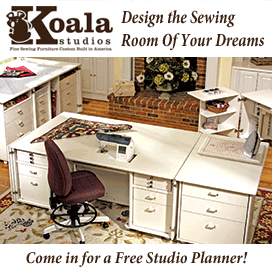 Koala
studios
Fine Sewing Furniture Custom Built in America
Design the Sewing
Room Of Your Dreams
Come in for a Free Studio Planner!